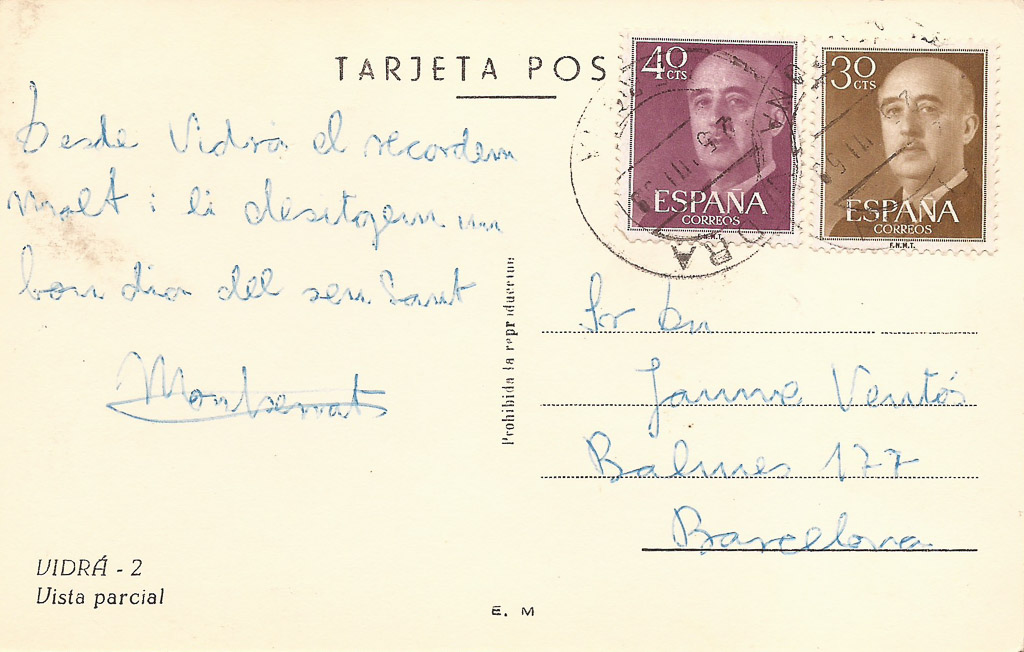 TARJETA POS
40 CTS
ESPAÑA
CORREOS
30 CTS
ESPAÑA
CORREOS
F.N.M.T.
Desde Vidrà el recordem
molt i li desitgem un
bon dia del seu Sant
Montserrat
Prohibida la reproducción
Sr En
Jaume Ventós
Balmes 177
Barcelona
VIDRÁ - 2
Vista parcial
E. M